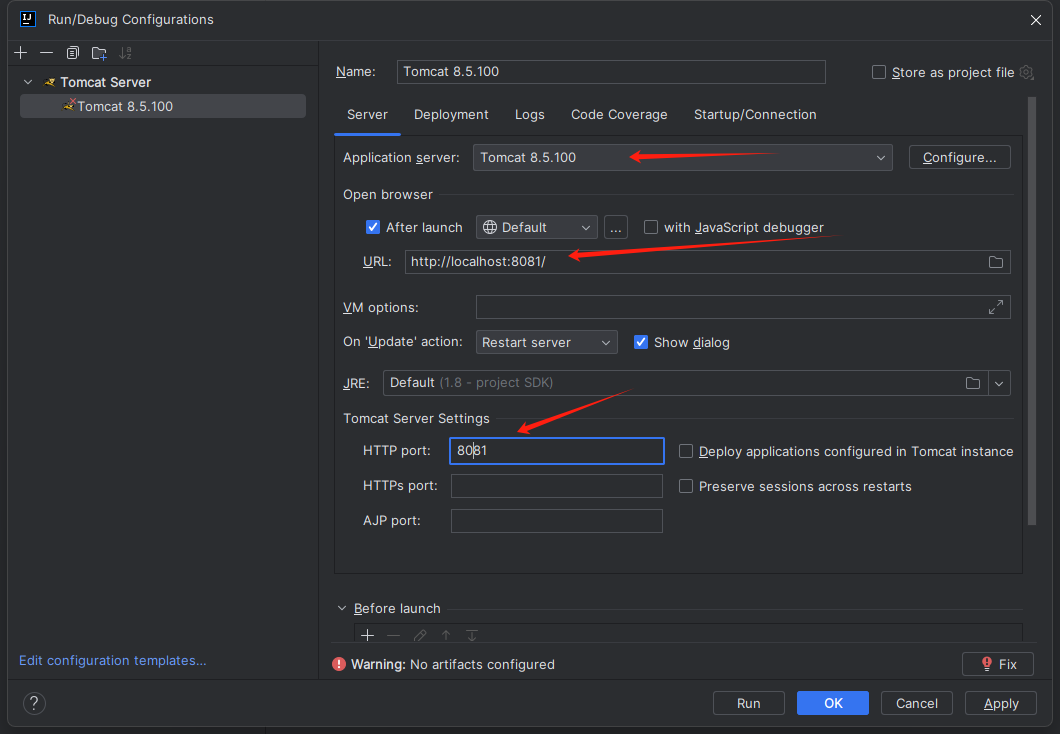 Run/Debug Configurations
Tomcat Server
Tomcat 8.5.100
Name: Tomcat 8.5.100 Store as project file
Server Deployment Logs Code Coverage Startup/Connection
Application server: Tomcat 8.5.100 Configure...
Open browser
After launch Default ... with JavaScript debugger
URL: http://localhost:8081/
VM options:
On 'Update' action: Restart server Show dialog
JRE: Default (1.8 - project SDK)
Tomcat Server Settings
HTTP port: 8081 Deploy applications configured in Tomcat instance
HTTPs port: Preserve sessions across restarts
AJP port:
Before launch
Edit configuration templates...
Warning: No artifacts configured Fix
? Run OK Cancel Apply